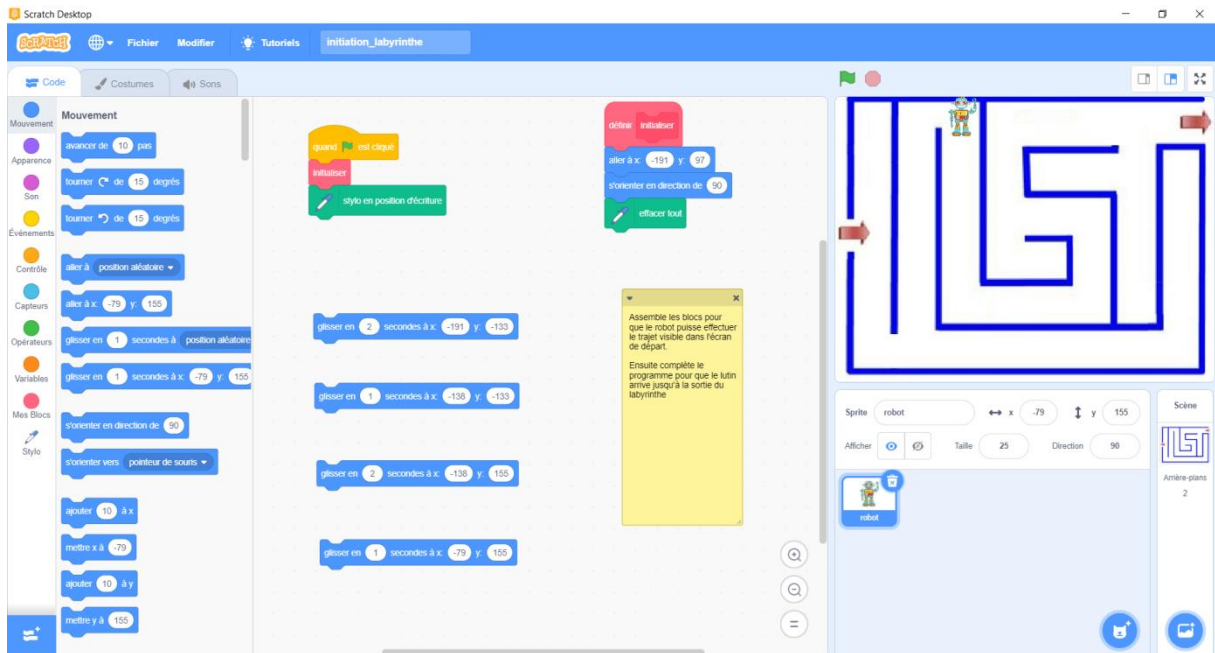 Scratch Desktop
SCRATCH
Fichier
Modifier
Tutoriels
initiation_labyrinthe
Code
Costumes
Sons
Mouvement
Apparence
Son
Événements
Contrôle
Capteurs
Opérateurs
Variables
Mes Blocs
Stylo
Mouvement
avancer de 10 pas
tourner de 15 degrés
tourner de 15 degrés
aller à position aléatoire
aller à x: -79 y: 155
glisser en 1 secondes à position aléatoire
glisser en 1 secondes à x: -79 y: 155
s'orienter en direction de 90
s'orienter vers pointeur de souris
ajouter 10 à x
mettre x à -79
ajouter 10 à y
mettre y à 155
quand est cliqué
initialiser
stylo en position d'écriture
glisser en 2 secondes à x: -191 y: -133
glisser en 1 secondes à x: -138 y: -133
glisser en 2 secondes à x: -138 y: 155
glisser en 1 secondes à x: -79 y: 155
définir initialiser
aller à x: -191 y: 97
s'orienter en direction de 90
effacer tout
Assemble les blocs pour
que le robot puisse effectuer
le trajet visible dans l'écran
de départ.
Ensuite complète le
programme pour que le lutin
arrive jusqu'à la sortie du
labyrinthe
Sprite robot x -79 y 155
Afficher Taille 25 Direction 90
robot
Scène
Arrière-plans
2